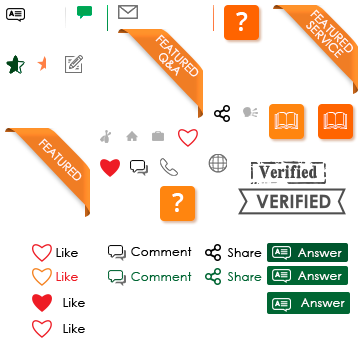 A
?
FEATURED
Q&A
FEATURED
SERVICE
FEATURED
?
Verified
VERIFIED
Like
Comment
Share
A Answer
Like
Comment
Share
A Answer
Like
A Answer
Like